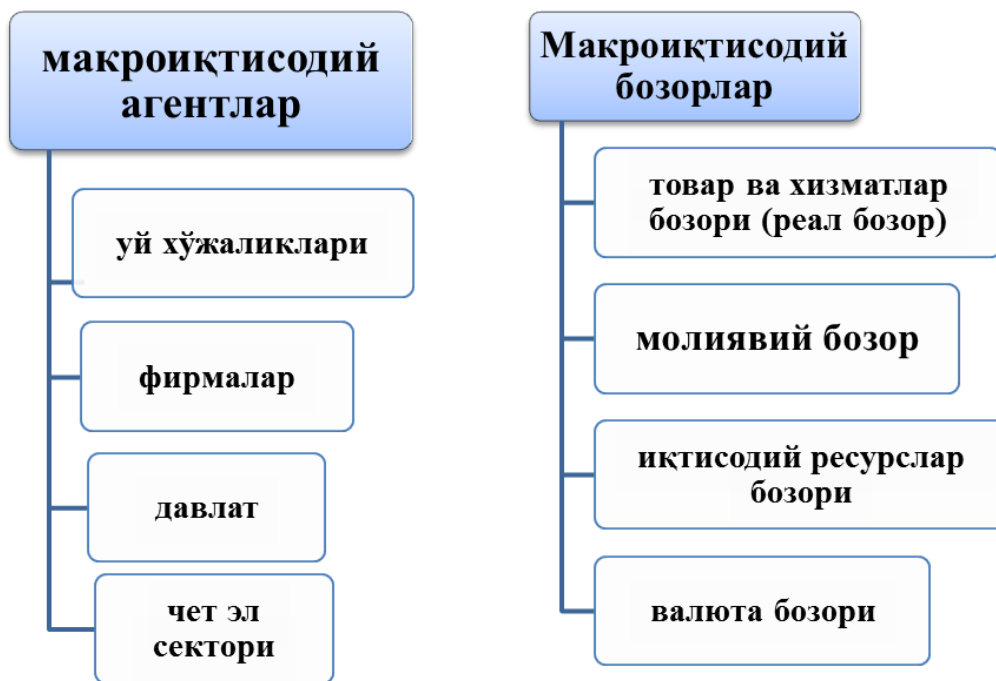 макроиқтисодий
агентлар
уй хўжаликлари
фирмалар
давлат
чет эл
сектори
Макроиқтисодий
бозорлар
товар ва хизматлар
бозори (реал бозор)
молиявий бозор
иқтисодий ресурслар
бозори
валюта бозори